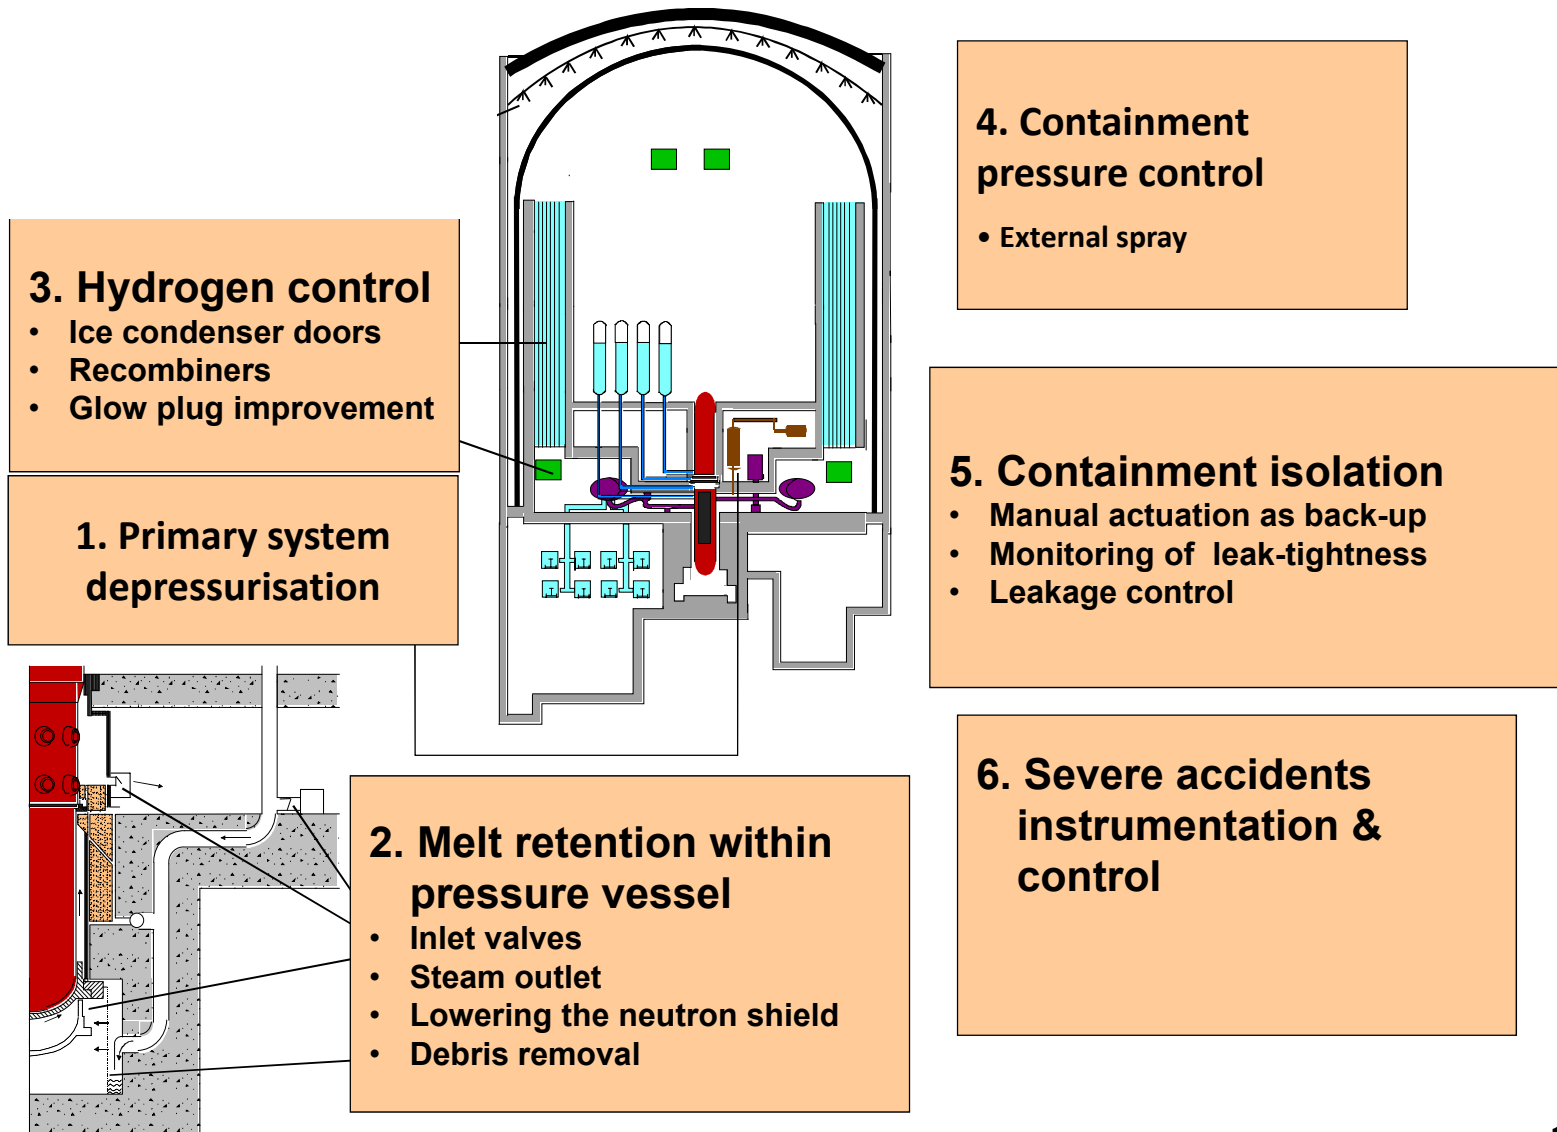 3. Hydrogen control
• Ice condenser doors
• Recombiners
• Glow plug improvement
1. Primary system
depressurisation
2. Melt retention within
pressure vessel
• Inlet valves
• Steam outlet
• Lowering the neutron shield
• Debris removal
4. Containment
pressure control
• External spray
5. Containment isolation
• Manual actuation as back-up
• Monitoring of leak-tightness
• Leakage control
6. Severe accidents
instrumentation &
control